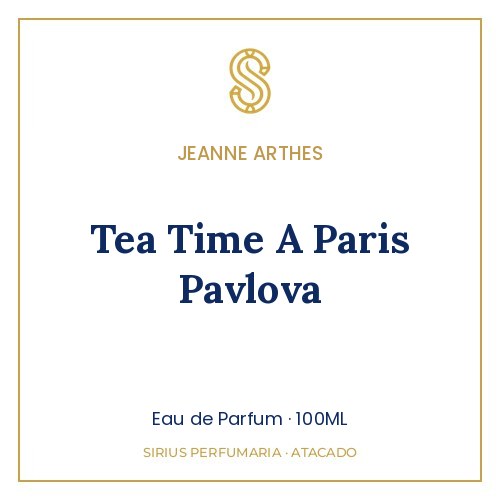 JEANNE ARTHES
Tea Time A Paris
Pavlova
Eau de Parfum · 100ML
SIRIUS PERFUMARIA · ATACADO